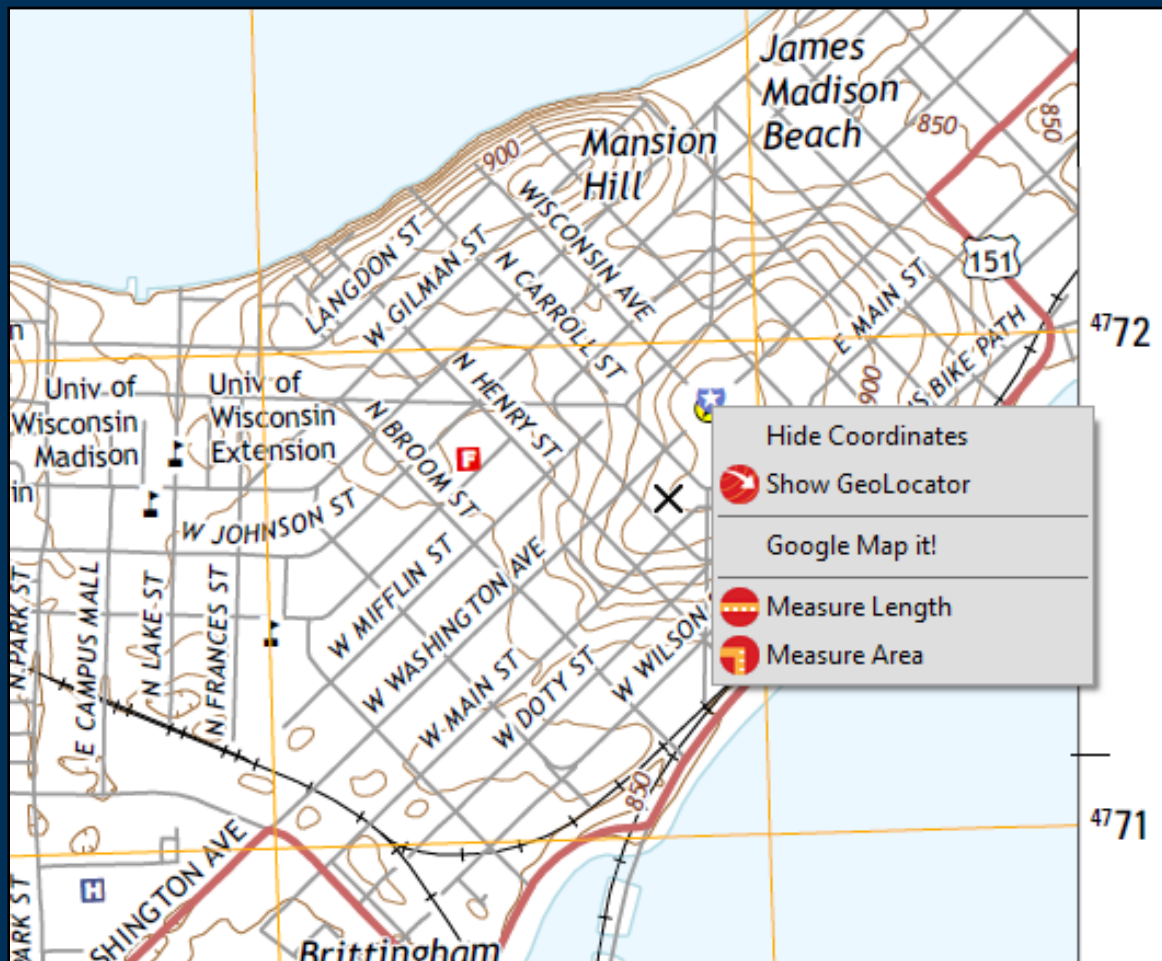 James
Madison
Beach
850
850
900
Mansion
Hill
WISCONSIN AVE
LANGDON ST
W GILMAN ST
N CARROLL ST
151
E MAIN ST
S BIKE PATH
4772
n
Univ of
Wisconsin
Madison
Univ of
Wisconsin
Extension
N HENRY ST
N BROOM ST
900
F
in
W JOHNSON ST
Hide Coordinates
Show GeoLocator
Google Map it!
Measure Length
Measure Area
N PARK ST
E CAMPUS MALL
N LAKE ST
N FRANCES ST
W MIFFLIN ST
W WASHINGTON AVE
W MAIN ST
W DOTY ST
W WILSON
850
4771
SHINGTON AVE
H
PARK ST
Brittingham